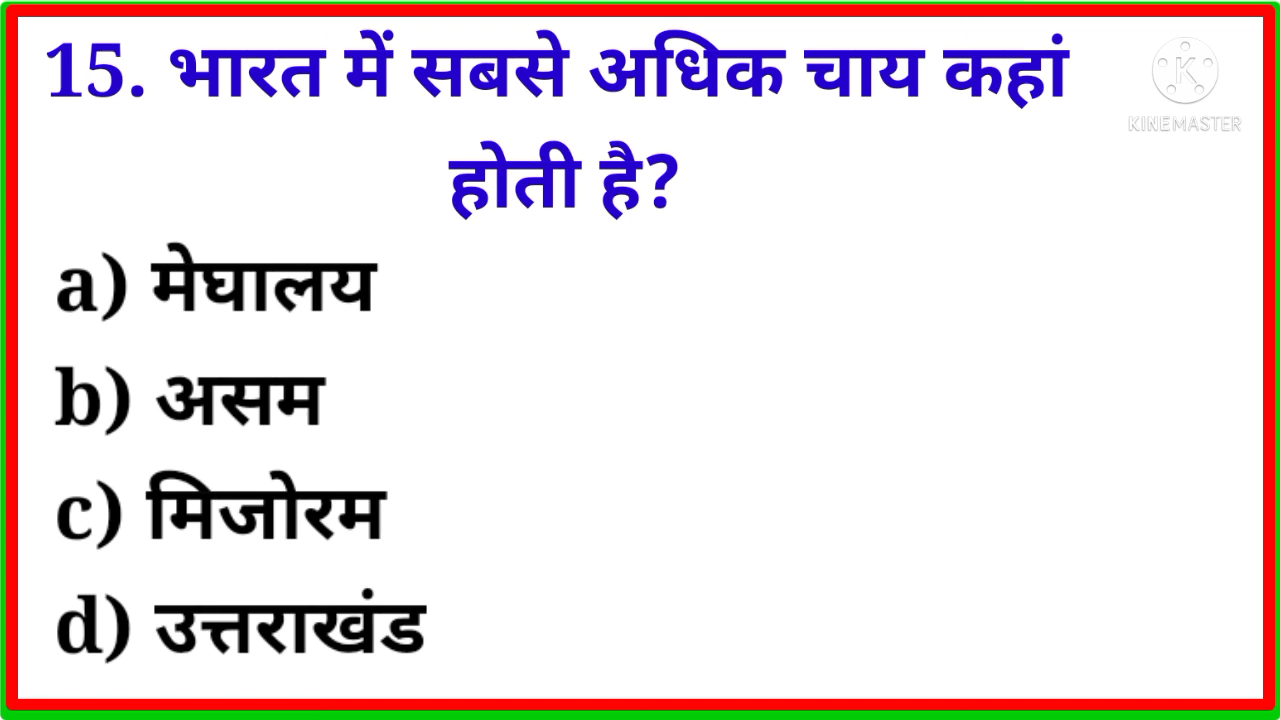 15. भारत में सबसे अधिक चाय कहां
होती है?
a) मेघालय
b) असम
c) मिजोरम
d) उत्तराखंड
K
KINEMASTER